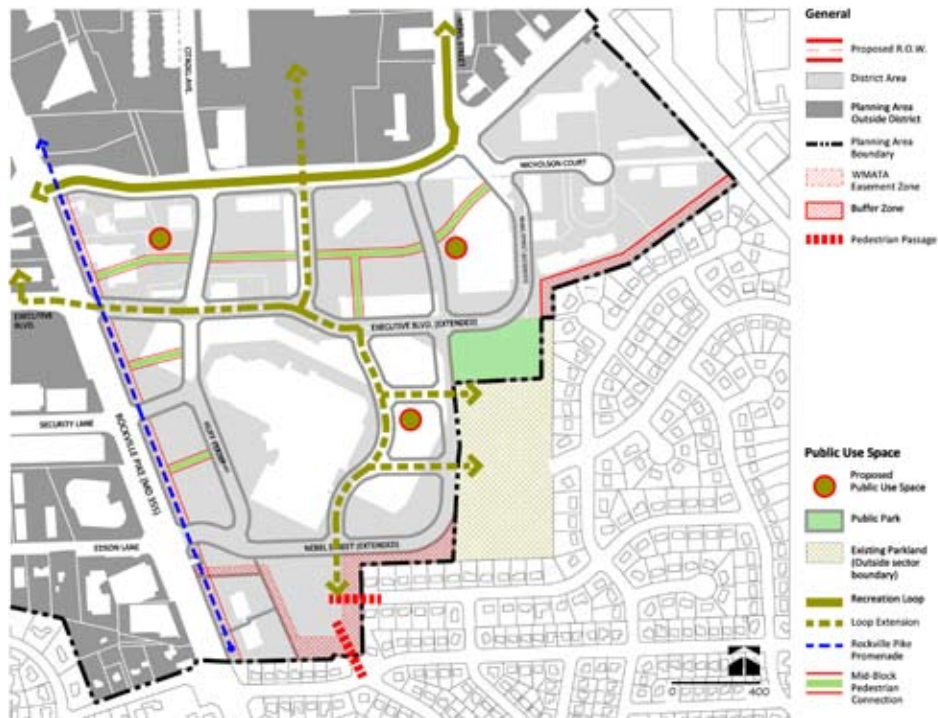 General
Proposed R.O.W.
District Area
Planning Area
Outside District
Planning Area
Boundary
WMATA
Easement Zone
Buffer Zone
Pedestrian Passage
CITADEL AVE.
STREET
NICHOLSON COURT
EXECUTIVE
BLVD.
EXECUTIVE BLVD. (EXTENDED)
SECURITY LANE
ROCKVILLE PIKE (MD 355)
EDSON LANE
NEBEL STREET (EXTENDED)
400
Public Use Space
Proposed
Public Use Space
Public Park
Existing Parkland
(Outside sector
boundary)
Recreation Loop
Loop Extension
Rockville Pike
Promenade
Mid-Block
Pedestrian
Connection